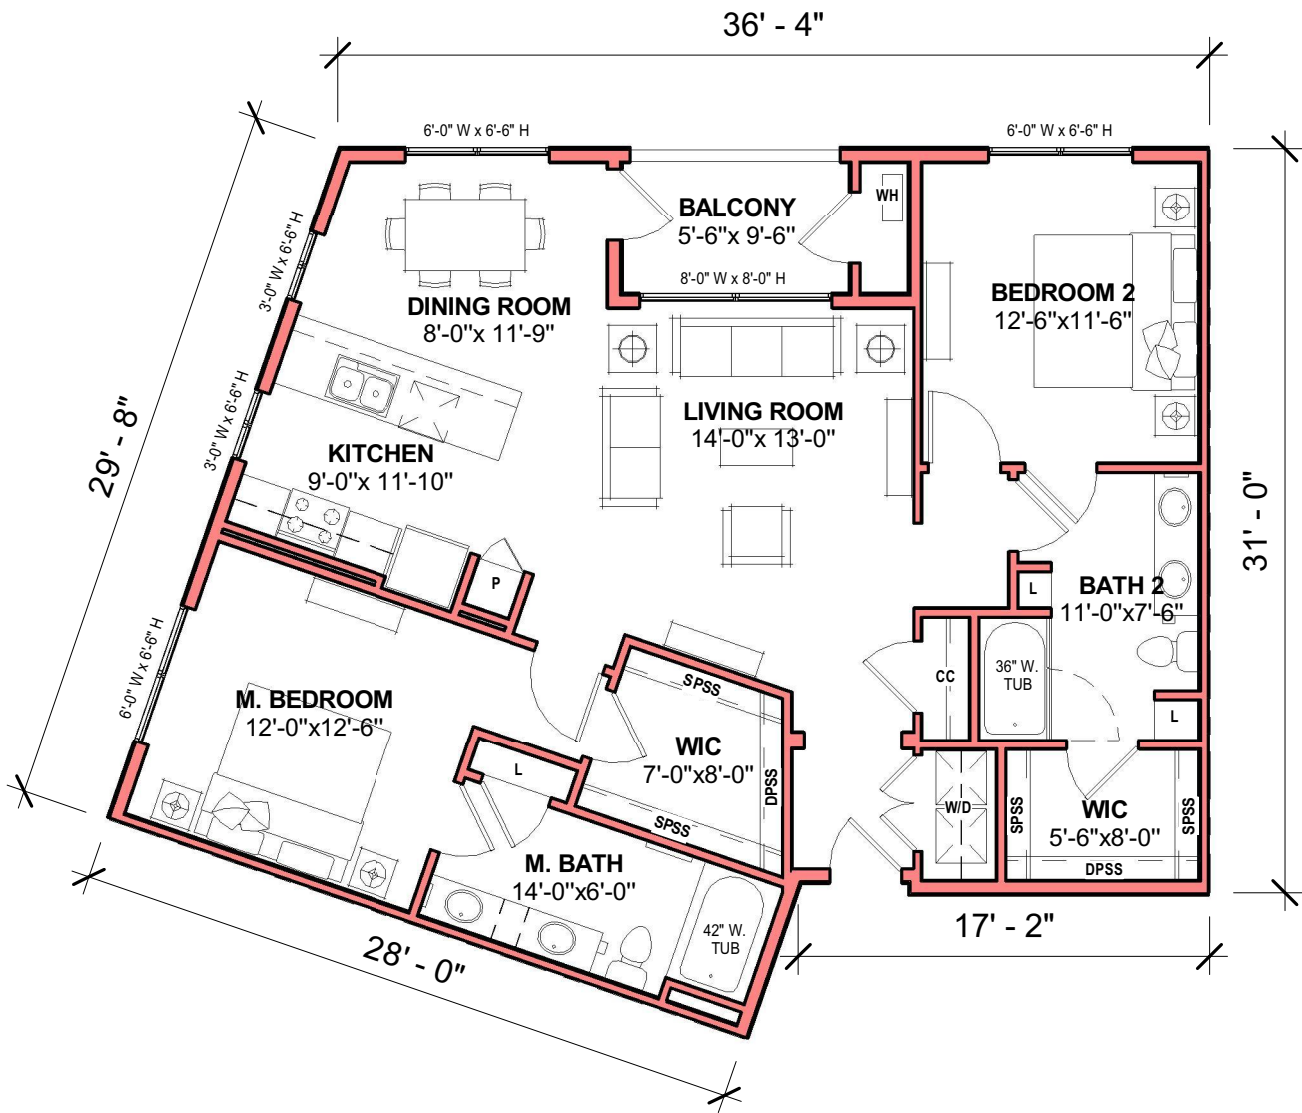 36' - 4"
6'-0" W x 6'-6" H
6'-0" W x 6'-6" H
BALCONY
5'-6"x 9'-6"
WH
8'-0" W x 8'-0" H
3'-0" W x 6'-6" H
DINING ROOM
8'-0"x 11'-9"
BEDROOM 2
12'-6"x11'-6"
3'-0" W x 6'-6" H
29' - 8"
LIVING ROOM
14'-0"x 13'-0"
KITCHEN
9'-0"x 11'-10"
31' - 0"
P
L
BATH 2
11'-0"x7'-6"
6'-0" W x 6'-6" H
M. BEDROOM
12'-0"x12'-6"
SPSS
CC
36" W.
TUB
L
WIC
7'-0"x8'-0"
L
DPSS
SPSS
W/D
SPSS
WIC
5'-6"x8'-0"
SPSS
DPSS
M. BATH
14'-0"x6'-0"
42" W.
TUB
28' - 0"
17' - 2"